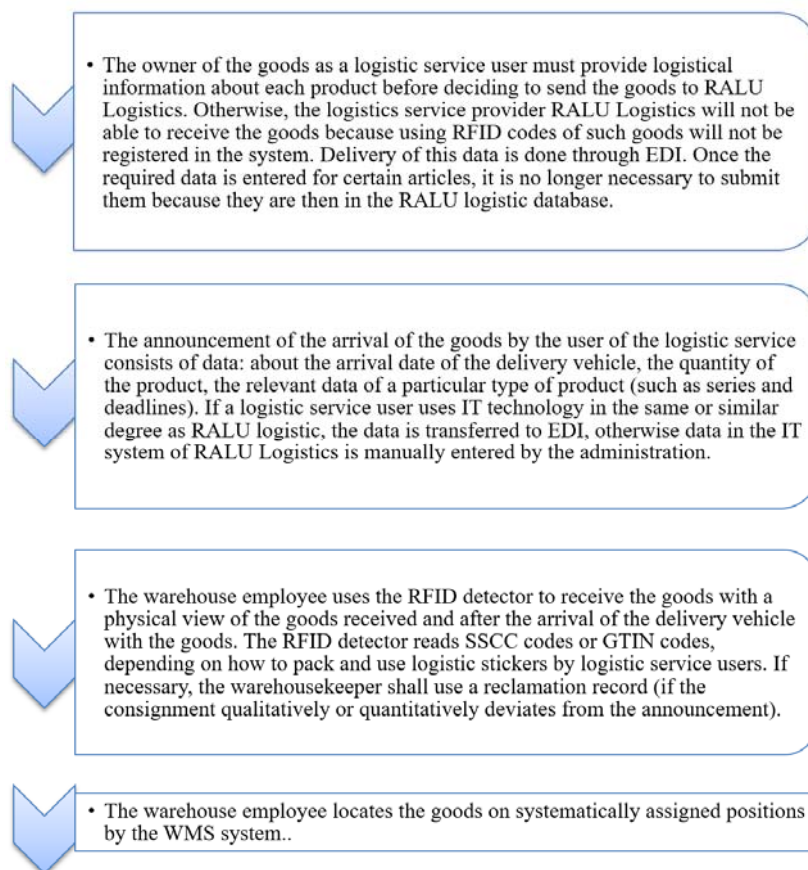 • The owner of the goods as a logistic service user must provide logistical
information about each product before deciding to send the goods to RALU
Logistics. Otherwise, the logistics service provider RALU Logistics will not be
able to receive the goods because using RFID codes of such goods will not be
registered in the system. Delivery of this data is done through EDI. Once the
required data is entered for certain articles, it is no longer necessary to submit
them because they are then in the RALU logistic database.
• The announcement of the arrival of the goods by the user of the logistic service
consists of data: about the arrival date of the delivery vehicle, the quantity of
the product, the relevant data of a particular type of product (such as series and
deadlines). If a logistic service user uses IT technology in the same or similar
degree as RALU logistic, the data is transferred to EDI, otherwise data in the IT
system of RALU Logistics is manually entered by the administration.
• The warehouse employee uses the RFID detector to receive the goods with a
physical view of the goods received and after the arrival of the delivery vehicle
with the goods. The RFID detector reads SSCC codes or GTIN codes,
depending on how to pack and use logistic stickers by logistic service users. If
necessary, the warehousekeeper shall use a reclamation record (if the
consignment qualitatively or quantitatively deviates from the announcement).
• The warehouse employee locates the goods on systematically assigned positions
by the WMS system..